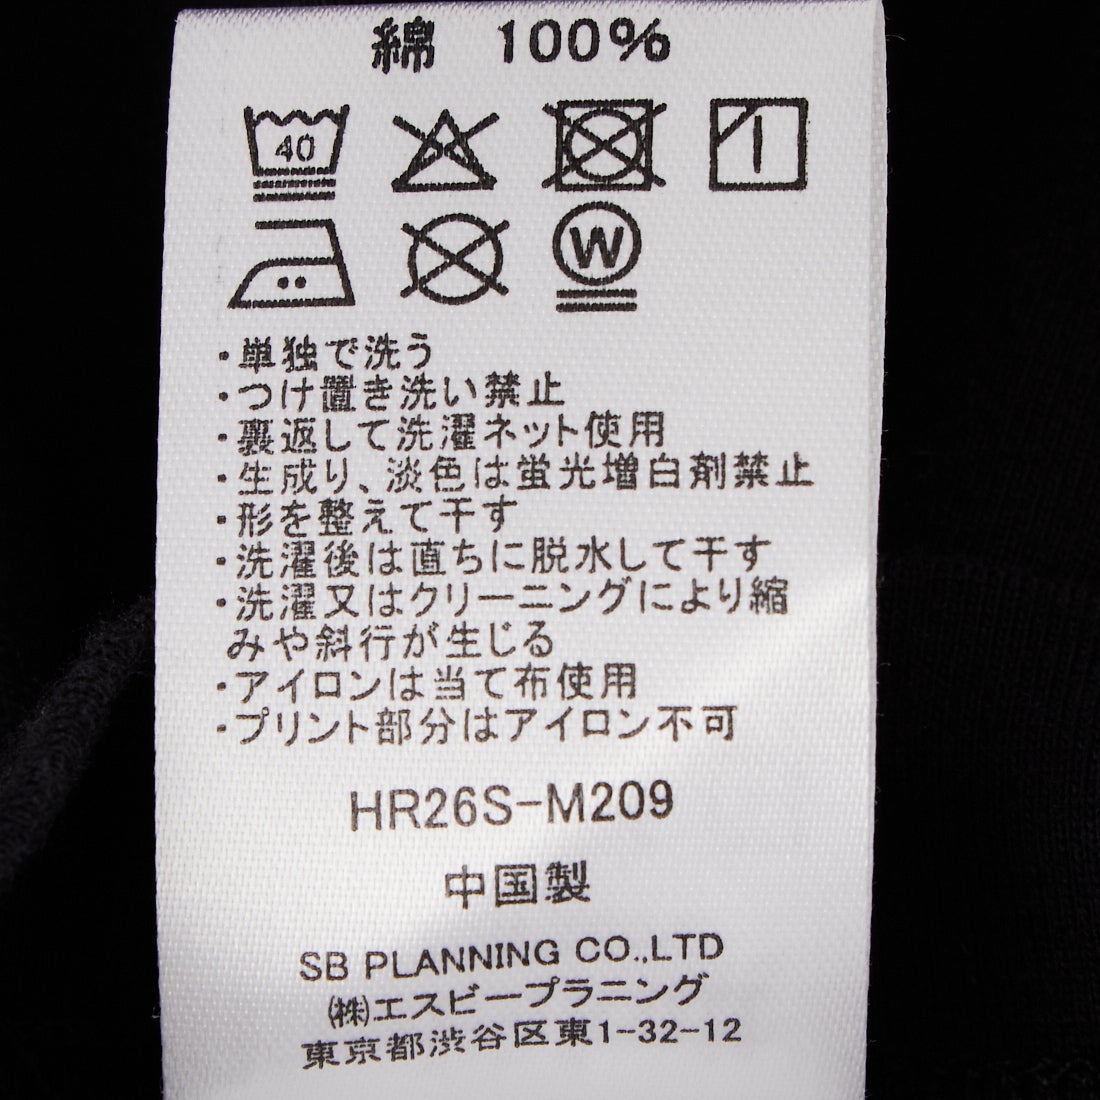 綿 100%
40
W
・単独で洗う
・つけ置き洗い禁止
・裏返して洗濯ネット使用
・生成り、淡色は蛍光増白剤禁止
・形を整えて干す
・洗濯後は直ちに脱水して干す
・洗濯又はクリーニングにより縮
みや斜行が生じる
・アイロンは当て布使用
・プリント部分はアイロン不可
HR26S-M209
中国製
SB PLANNING CO.,LTD
㈱エスビープラニング
東京都渋谷区東1-32-12